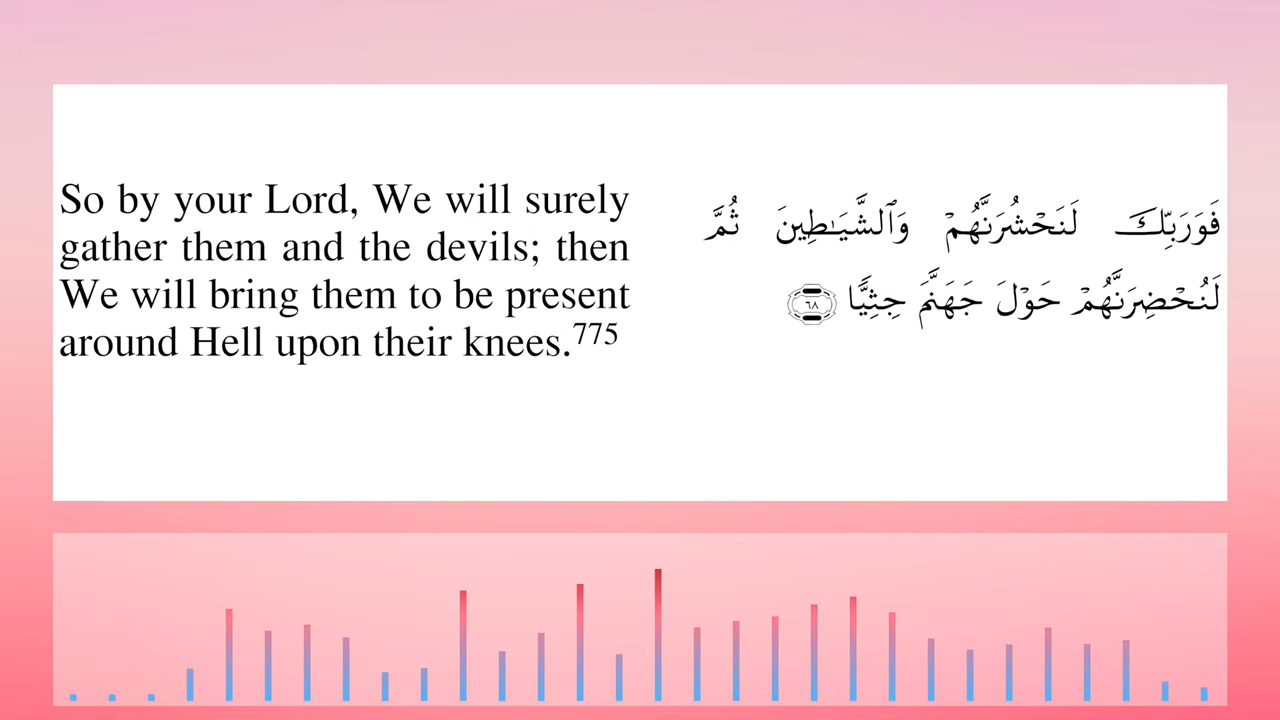 So by your Lord, We will surely
gather them and the devils; then
We will bring them to be present
around Hell upon their knees.775
فَوَرَبِّكَ لَنَحْشُرَنَّهُمْ وَٱلشَّيَـٰطِينَ ثُمَّ
لَنُحْضِرَنَّهُمْ حَوْلَ جَهَنَّمَ جِثِيًّا ٦٨